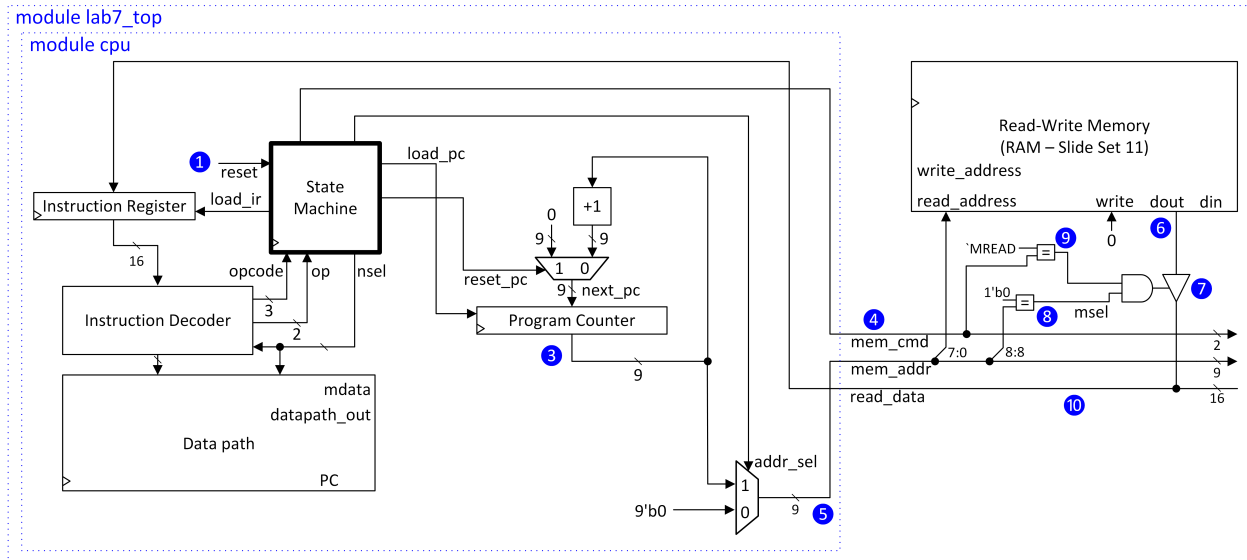 module lab7_top
module cpu
1
reset
load_ir
Instruction Register
16
State
Machine
load_pc
reset_pc
opcode
op
nsel
3
2
Instruction Decoder
mdata
datapath_out
Data path
PC
+1
0
9
9
1 0
9
next_pc
Program Counter
3
9
addr_sel
1
0
9'b0
9
5
4
mem_cmd
mem_addr
read_data
Read-Write Memory
(RAM – Slide Set 11)
write_address
read_address
write
dout
din
0
6
`MREAD
=
9
1'b0
=
8
msel
7
7:0
8:8
2
9
16
10